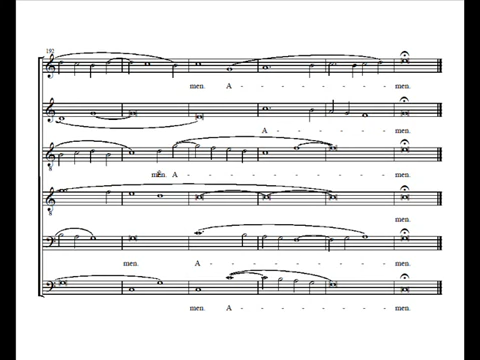 192
men. A - - - - - - - men.
A - - - - - men.
men. A - - - - - - - - men.
men.
men. A - - - - - - - men.
men. A - - - - - - - men.